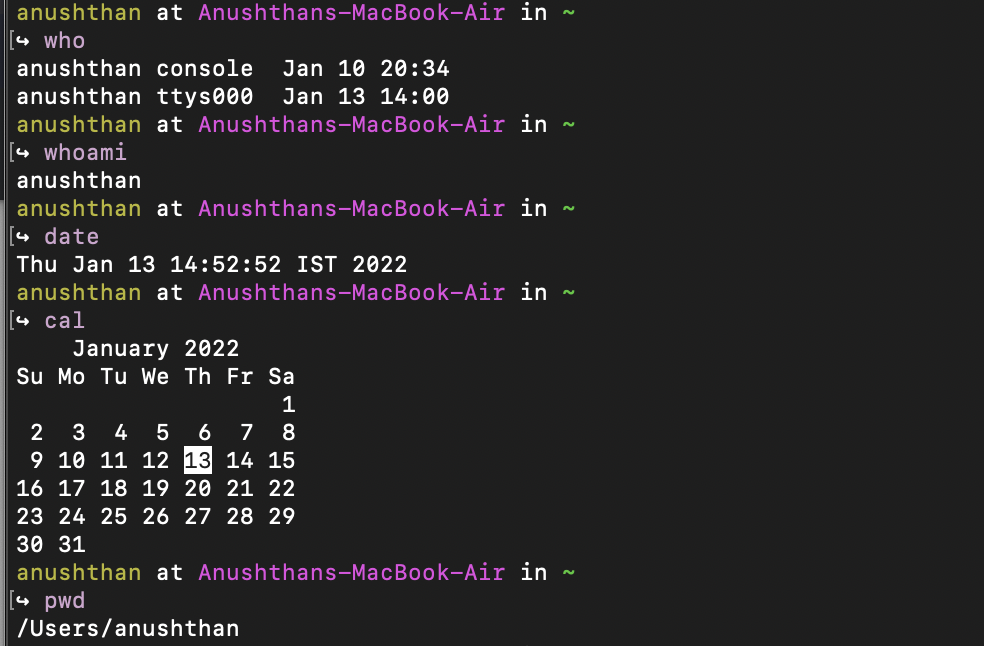 anushthan at Anushthans-MacBook-Air in ~
[↪ who
anushthan console  Jan 10 20:34
anushthan ttys000  Jan 13 14:00
anushthan at Anushthans-MacBook-Air in ~
[↪ whoami
anushthan
anushthan at Anushthans-MacBook-Air in ~
[↪ date
Thu Jan 13 14:52:52 IST 2022
anushthan at Anushthans-MacBook-Air in ~
[↪ cal
    January 2022
Su Mo Tu We Th Fr Sa
                   1
 2  3  4  5  6  7  8
 9 10 11 12 13 14 15
16 17 18 19 20 21 22
23 24 25 26 27 28 29
30 31
anushthan at Anushthans-MacBook-Air in ~
[↪ pwd
/Users/anushthan